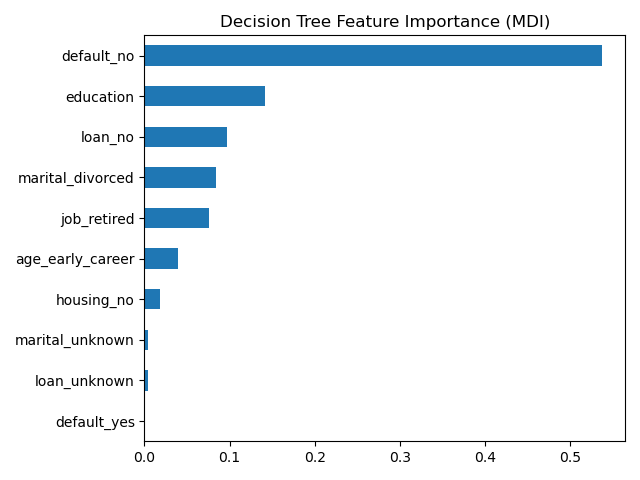 Decision Tree Feature Importance (MDI)
default_no
education
loan_no
marital_divorced
job_retired
age_early_career
housing_no
marital_unknown
loan_unknown
default_yes
0.0 0.1 0.2 0.3 0.4 0.5